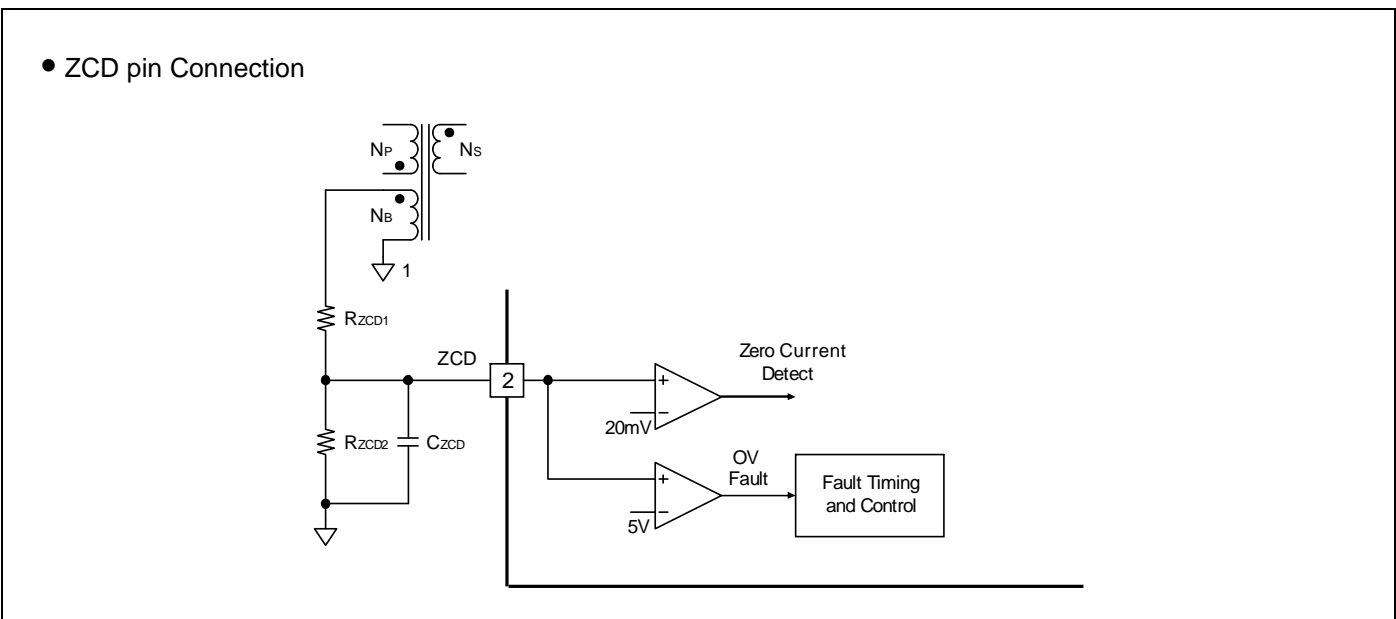 ● ZCD pin Connection
NP
NS
NB
1
RZCD1
ZCD
2
+
−
20mV
Zero Current
Detect
RZCD2
CZCD
+
−
5V
OV
Fault
Fault Timing
and Control